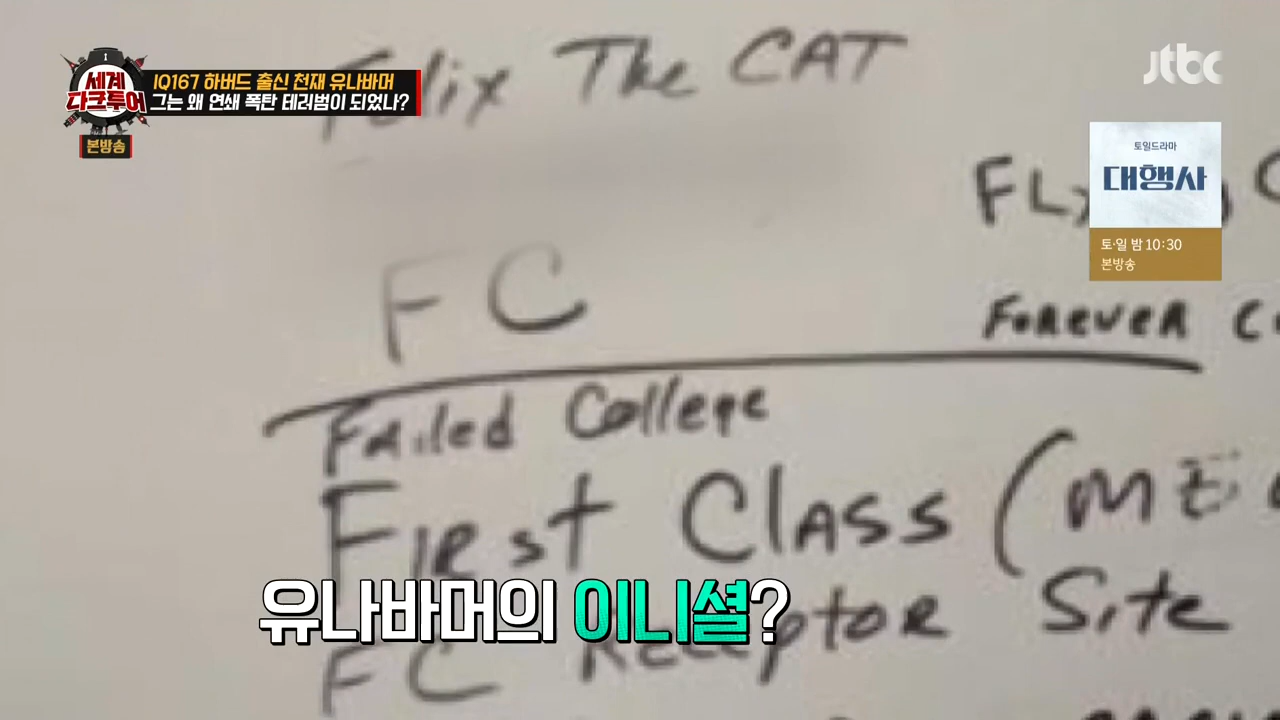 세계
다크투어
본방송
IQ167 하버드 출신 천재 유나바머
그는 왜 연쇄 폭탄 테러범이 되었나?
jtbc
토일드라마
대행사
토·일 밤 10:30
본방송
Felix The CAT
FC
FOREVER
Failed College
FIRST CLASS (
FC RECEPTOR Site
유나바머의 이니셜?